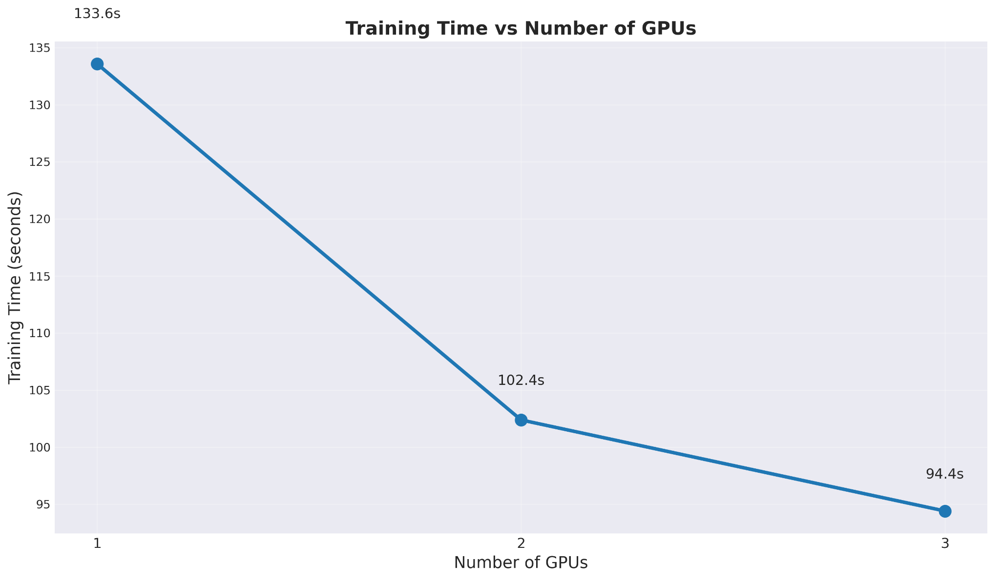 133.6s
Training Time vs Number of GPUs
135
130
125
120
115
110
105
100
95
Training Time (seconds)
102.4s
94.4s
1
2
3
Number of GPUs